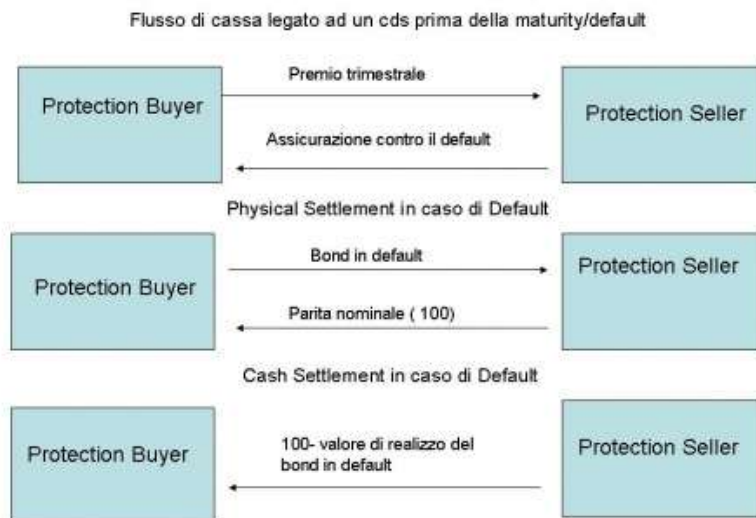 Flusso di cassa legato ad un cds prima della maturity/default
Premio trimestrale
Protection Buyer
Protection Seller
Assicurazione contro il default
Physical Settlement in caso di Default
Bond in default
Protection Buyer
Protection Seller
Parita nominale ( 100)
Cash Settlement in caso di Default
100- valore di realizzo del
bond in default
Protection Buyer
Protection Seller